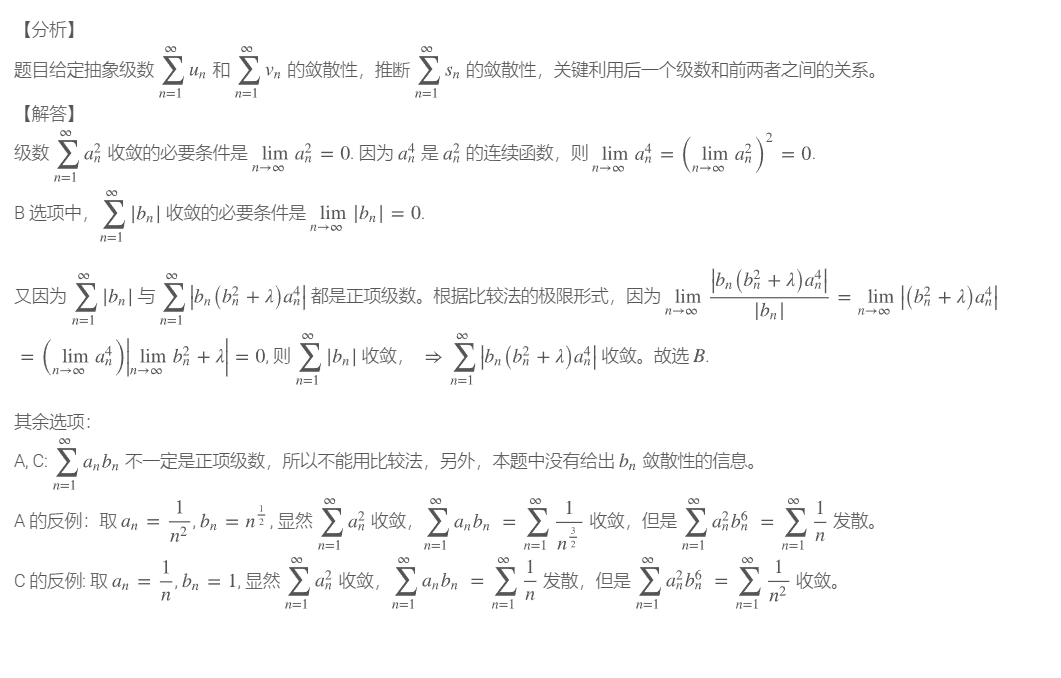 【分析】
题目给定抽象级数 $\sum_{n=1}^{\infty} u_n$ 和 $\sum_{n=1}^{\infty} v_n$ 的敛散性，推断 $\sum_{n=1}^{\infty} s_n$ 的敛散性，关键利用后一个级数和前两者之间的关系。
【解答】
级数 $\sum_{n=1}^{\infty} a_n^2$ 收敛的必要条件是 $\lim_{n\to\infty} a_n^2 = 0$. 因为 $a_n^4$ 是 $a_n^2$ 的连续函数，则 $\lim_{n\to\infty} a_n^4 = \left(\lim_{n\to\infty} a_n^2\right)^2 = 0$.
B 选项中，$\sum_{n=1}^{\infty} |b_n|$ 收敛的必要条件是 $\lim_{n\to\infty} |b_n| = 0$.
又因为 $\sum_{n=1}^{\infty} |b_n|$ 与 $\sum_{n=1}^{\infty} \left|b_n(b_n^2 + \lambda)a_n^4\right|$ 都是正项级数。根据比较法的极限形式，因为 $\lim_{n\to\infty} \frac{\left|b_n(b_n^2 + \lambda)a_n^4\right|}{|b_n|} = \lim_{n\to\infty} \left|(b_n^2 + \lambda)a_n^4\right|$
$= \left(\lim_{n\to\infty} a_n^4\right)\left|\lim_{n\to\infty} b_n^2 + \lambda\right| = 0$, 则 $\sum_{n=1}^{\infty} |b_n|$ 收敛， $\Rightarrow \sum_{n=1}^{\infty} \left|b_n(b_n^2 + \lambda)a_n^4\right|$ 收敛。故选 $B$.
其余选项：
A, C: $\sum_{n=1}^{\infty} a_n b_n$ 不一定是正项级数，所以不能用比较法，另外，本题中没有给出 $b_n$ 敛散性的信息。
A 的反例：取 $a_n = \frac{1}{n^2}, b_n = n^{\frac{1}{2}}$, 显然 $\sum_{n=1}^{\infty} a_n^2$ 收敛，$\sum_{n=1}^{\infty} a_n b_n = \sum_{n=1}^{\infty} \frac{1}{n^{\frac{3}{2}}}$ 收敛，但是 $\sum_{n=1}^{\infty} a_n^2 b_n^6 = \sum_{n=1}^{\infty} \frac{1}{n}$ 发散。
C 的反例: 取 $a_n = \frac{1}{n}, b_n = 1$, 显然 $\sum_{n=1}^{\infty} a_n^2$ 收敛，$\sum_{n=1}^{\infty} a_n b_n = \sum_{n=1}^{\infty} \frac{1}{n}$ 发散，但是 $\sum_{n=1}^{\infty} a_n^2 b_n^6 = \sum_{n=1}^{\infty} \frac{1}{n^2}$ 收敛。